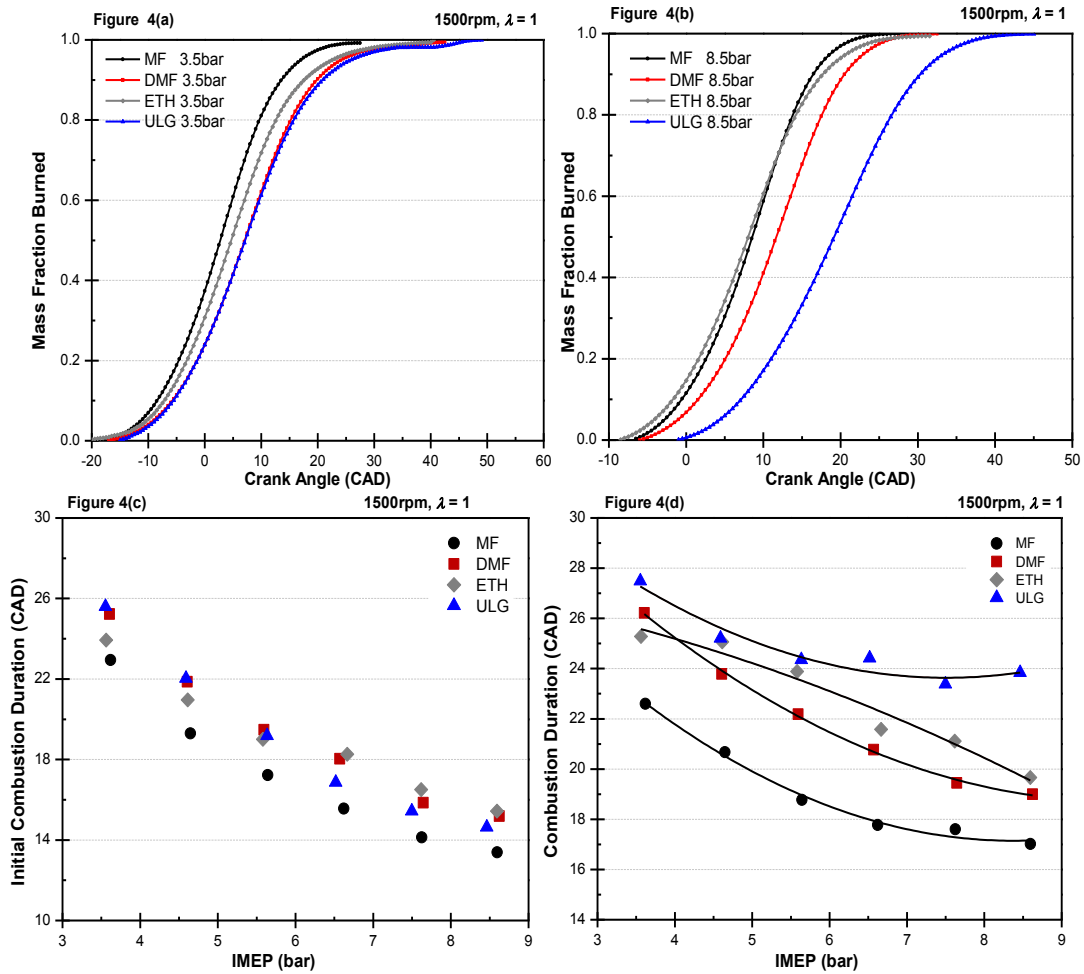 Figure 4(a) 1500rpm, λ = 1
MF 3.5bar
DMF 3.5bar
ETH 3.5bar
ULG 3.5bar
1.0
0.8
0.6
0.4
0.2
0.0
Mass Fraction Burned
-20 -10 0 10 20 30 40 50 60
Crank Angle (CAD)
Figure 4(b) 1500rpm, λ = 1
MF 8.5bar
DMF 8.5bar
ETH 8.5bar
ULG 8.5bar
1.0
0.8
0.6
0.4
0.2
0.0
Mass Fraction Burned
-10 0 10 20 30 40 50
Crank Angle (CAD)
Figure 4(c) 1500rpm, λ = 1
MF
DMF
ETH
ULG
30
26
22
18
14
10
Initial Combustion Duration (CAD)
3 4 5 6 7 8 9
IMEP (bar)
Figure 4(d) 1500rpm, λ = 1
MF
DMF
ETH
ULG
30
28
26
24
22
20
18
16
14
Combustion Duration (CAD)
3 4 5 6 7 8 9
IMEP (bar)